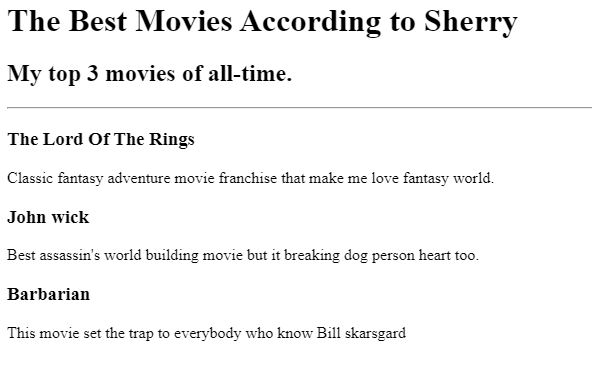 The Best Movies According to Sherry
My top 3 movies of all-time.
The Lord Of The Rings
Classic fantasy adventure movie franchise that make me love fantasy world.
John wick
Best assassin's world building movie but it breaking dog person heart too.
Barbarian
This movie set the trap to everybody who know Bill skarsgard